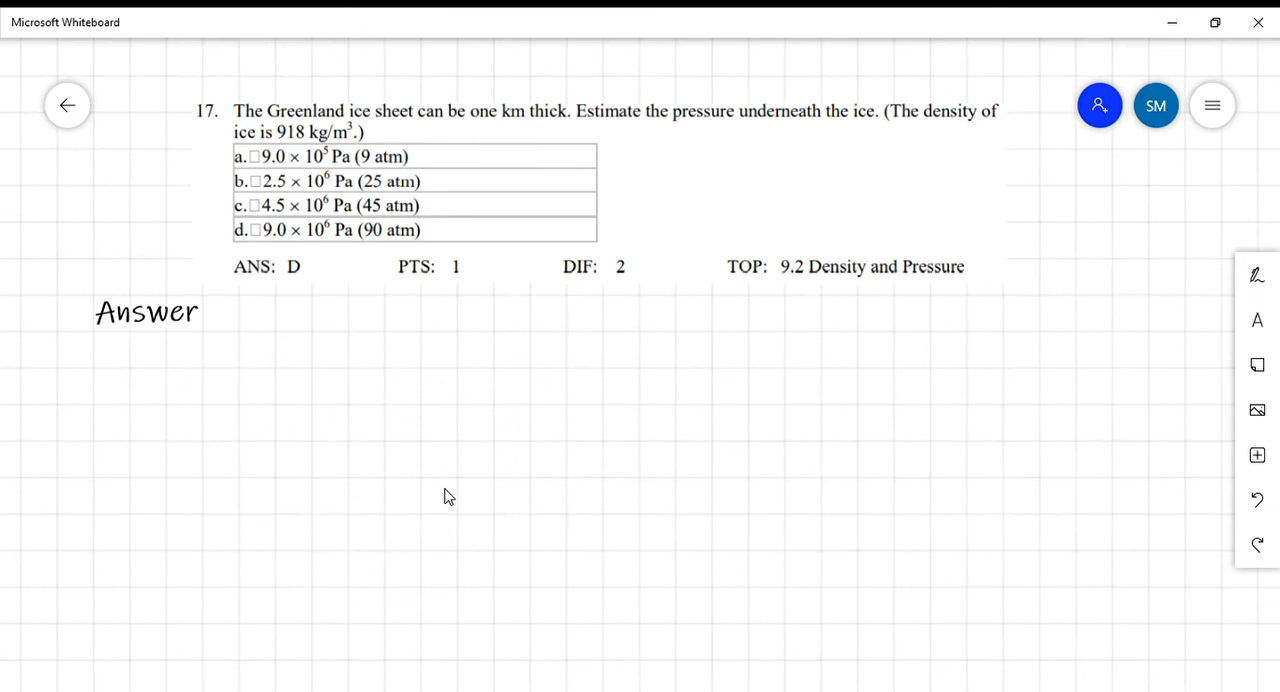 Microsoft Whiteboard
17. The Greenland ice sheet can be one km thick. Estimate the pressure underneath the ice. (The density of
ice is 918 kg/m³.)
SM
a.□9.0 × 10⁵ Pa (9 atm)
b.□2.5 × 10⁶ Pa (25 atm)
c.□4.5 × 10⁶ Pa (45 atm)
d.□9.0 × 10⁶ Pa (90 atm)
ANS: D PTS: 1 DIF: 2 TOP: 9.2 Density and Pressure
Answer
A